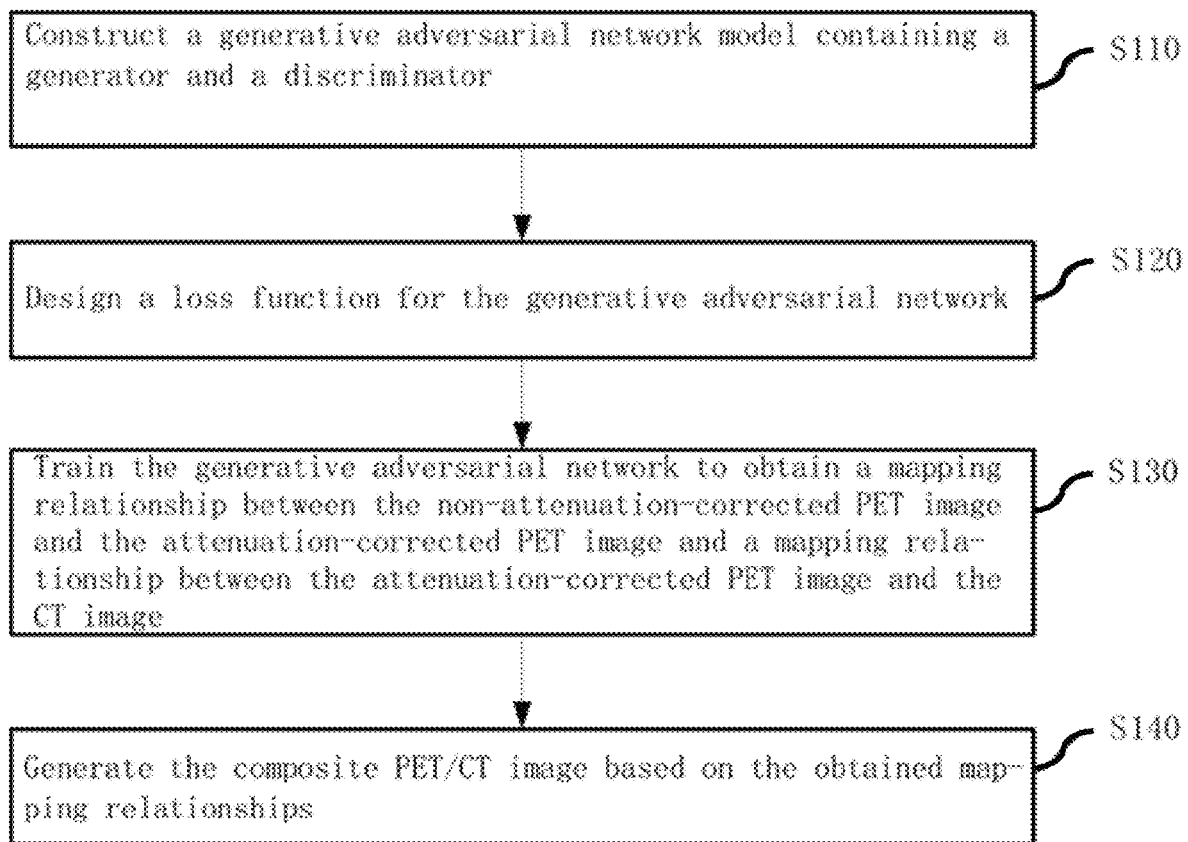 Construct a generative adversarial network model containing a
generator and a discriminator
S110
Design a loss function for the generative adversarial network
S120
Train the generative adversarial network to obtain a mapping
relationship between the non-attenuation-corrected PET image
and the attenuation-corrected PET image and a mapping rela-
tionship between the attenuation-corrected PET image and the
CT image
S130
Generate the composite PET/CT image based on the obtained map-
ping relationships
S140